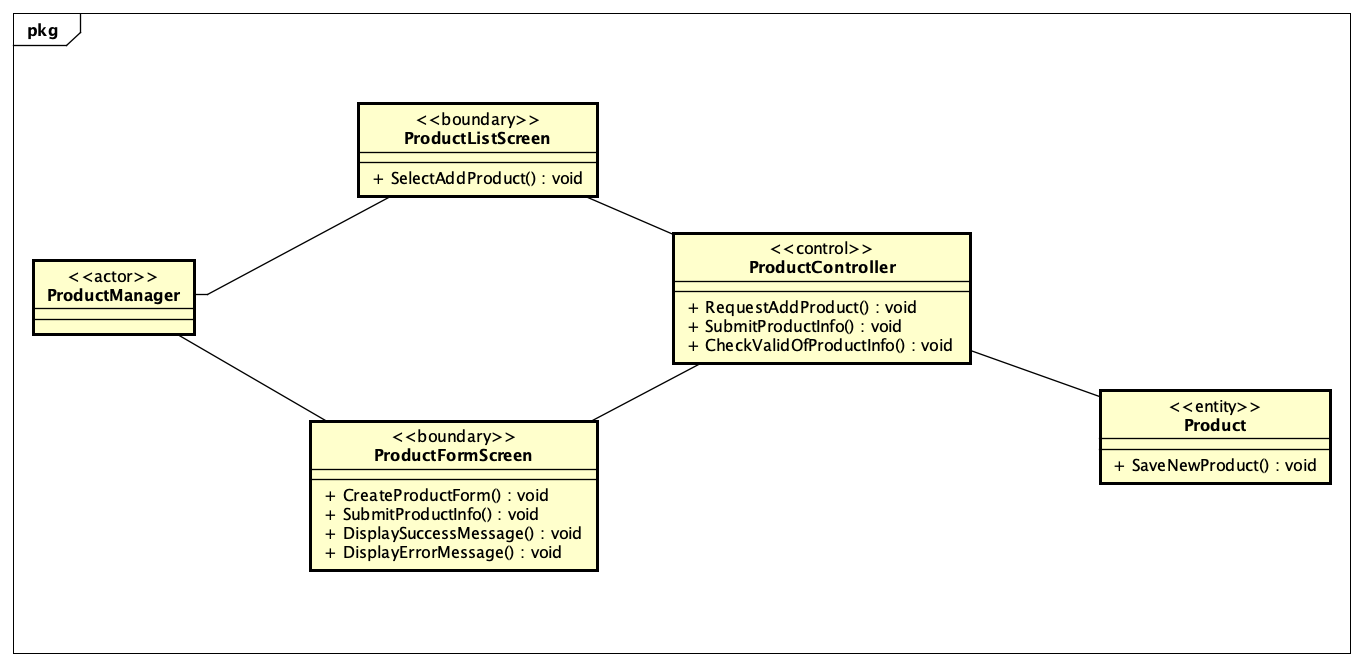 pkg
<<boundary>>
ProductListScreen
+ SelectAddProduct() : void
<<control>>
ProductController
+ RequestAddProduct() : void
+ SubmitProductInfo() : void
+ CheckValidOfProductInfo() : void
<<actor>>
ProductManager
<<entity>>
Product
+ SaveNewProduct() : void
<<boundary>>
ProductFormScreen
+ CreateProductForm() : void
+ SubmitProductInfo() : void
+ DisplaySuccessMessage() : void
+ DisplayErrorMessage() : void